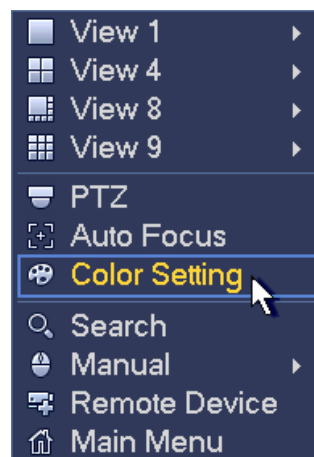 View 1
View 4
View 8
View 9
PTZ
Auto Focus
Color Setting
Search
Manual
Remote Device
Main Menu